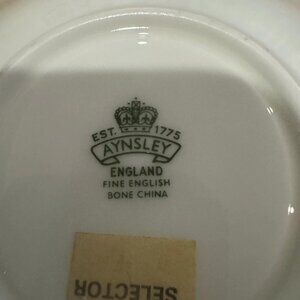 EST. 1775
AYNSLEY
ENGLAND
FINE ENGLISH
BONE CHINA
SELECTOR